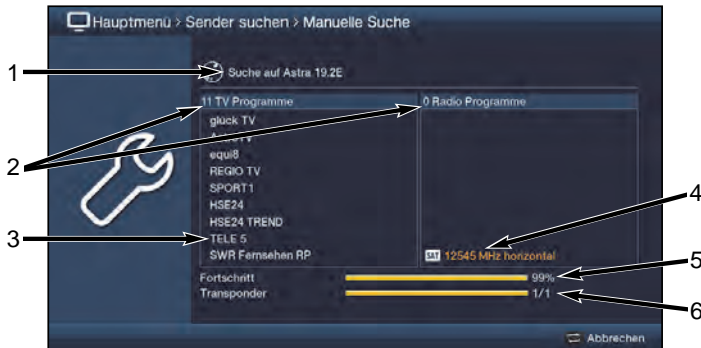 Hauptmenü > Sender suchen > Manuelle Suche
1
Suche auf Astra 19.2E
11 TV Programme
0 Radio Programme
glück TV
2
equi8
REGIO TV
SPORT1
HSE24
HSE24 TREND
3
TELE 5
SWR Fernsehen RP
SAT 12545 MHz horizontal
4
Fortschritt
99%
5
Transponder
1/1
6
Abbrechen